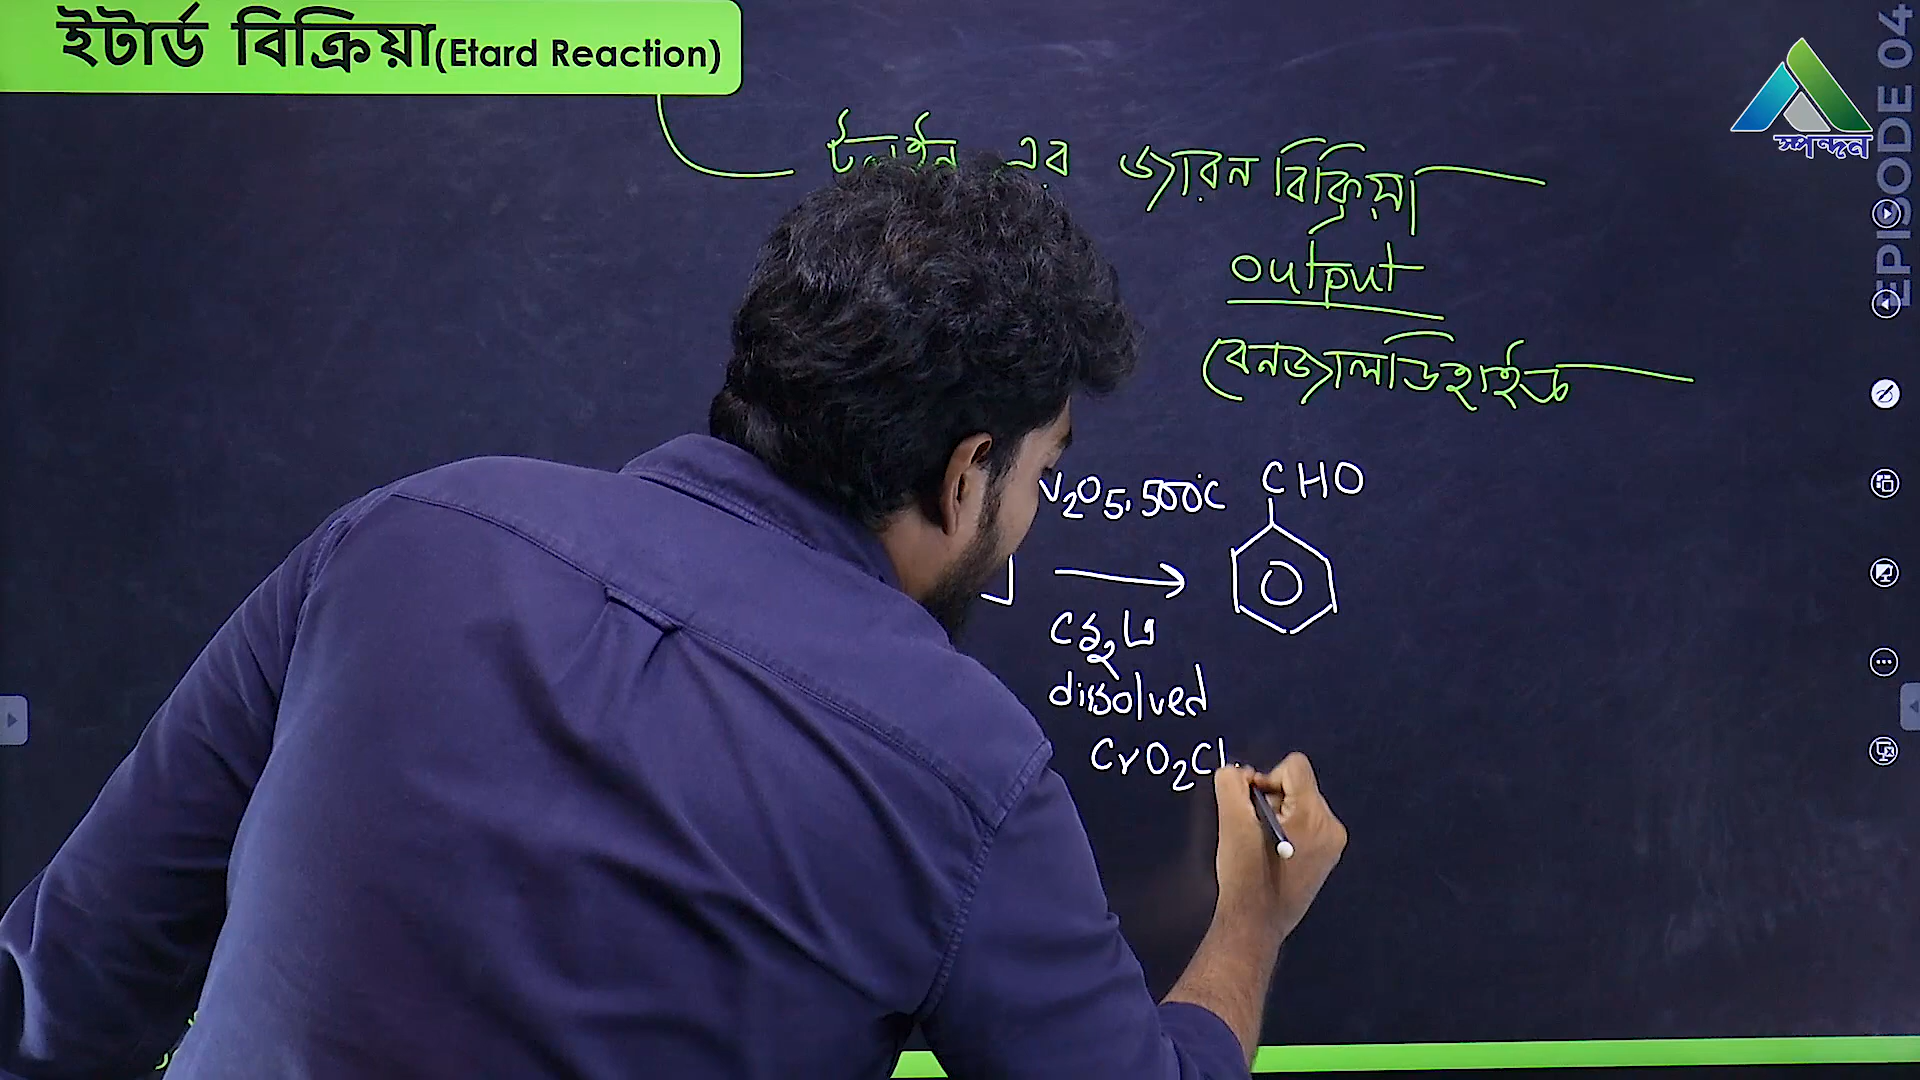 ইটার্ড বিক্রিয়া(Etard Reaction)
স্পন্দন
EPISODE 04
এর জারন বিক্রিয়া
output
বেনজালডিহাইড
V2O5, 500°C
CHO
CS2 এ
dissolved
CrO2Cl